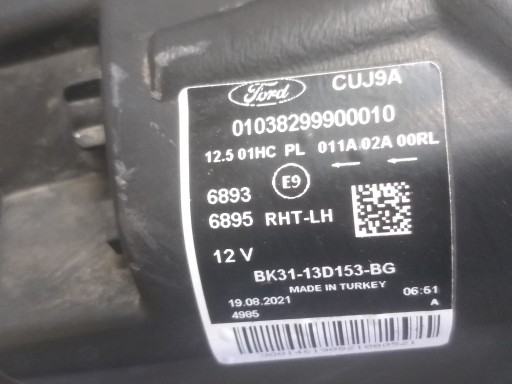 Ford CUJ9A
01038299900010
12.5 01HC PL 011A 02A 00RL
6893 E9
6895 RHT-LH
12 V
BK31-13D153-BG
MADE IN TURKEY
19.08.2021 06:51
4985 A